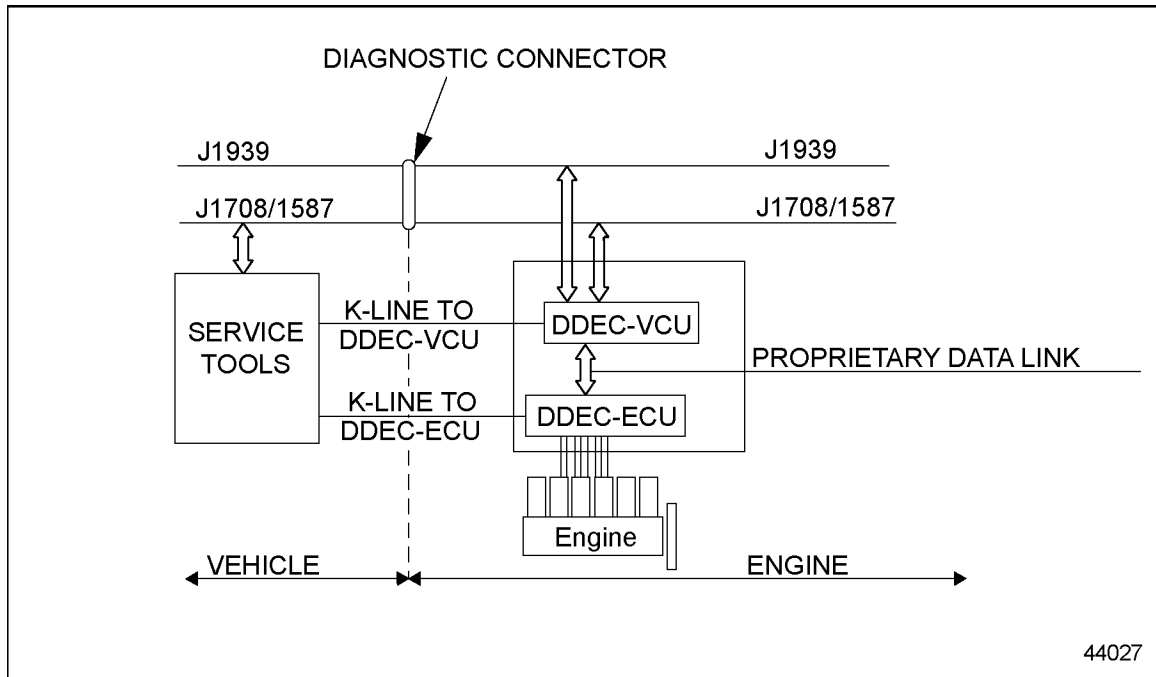 DIAGNOSTIC CONNECTOR
J1939
J1939
J1708/1587
J1708/1587
SERVICE
TOOLS
K-LINE TO
DDEC-VCU
K-LINE TO
DDEC-ECU
DDEC-VCU
PROPRIETARY DATA LINK
DDEC-ECU
Engine
VEHICLE
ENGINE
44027